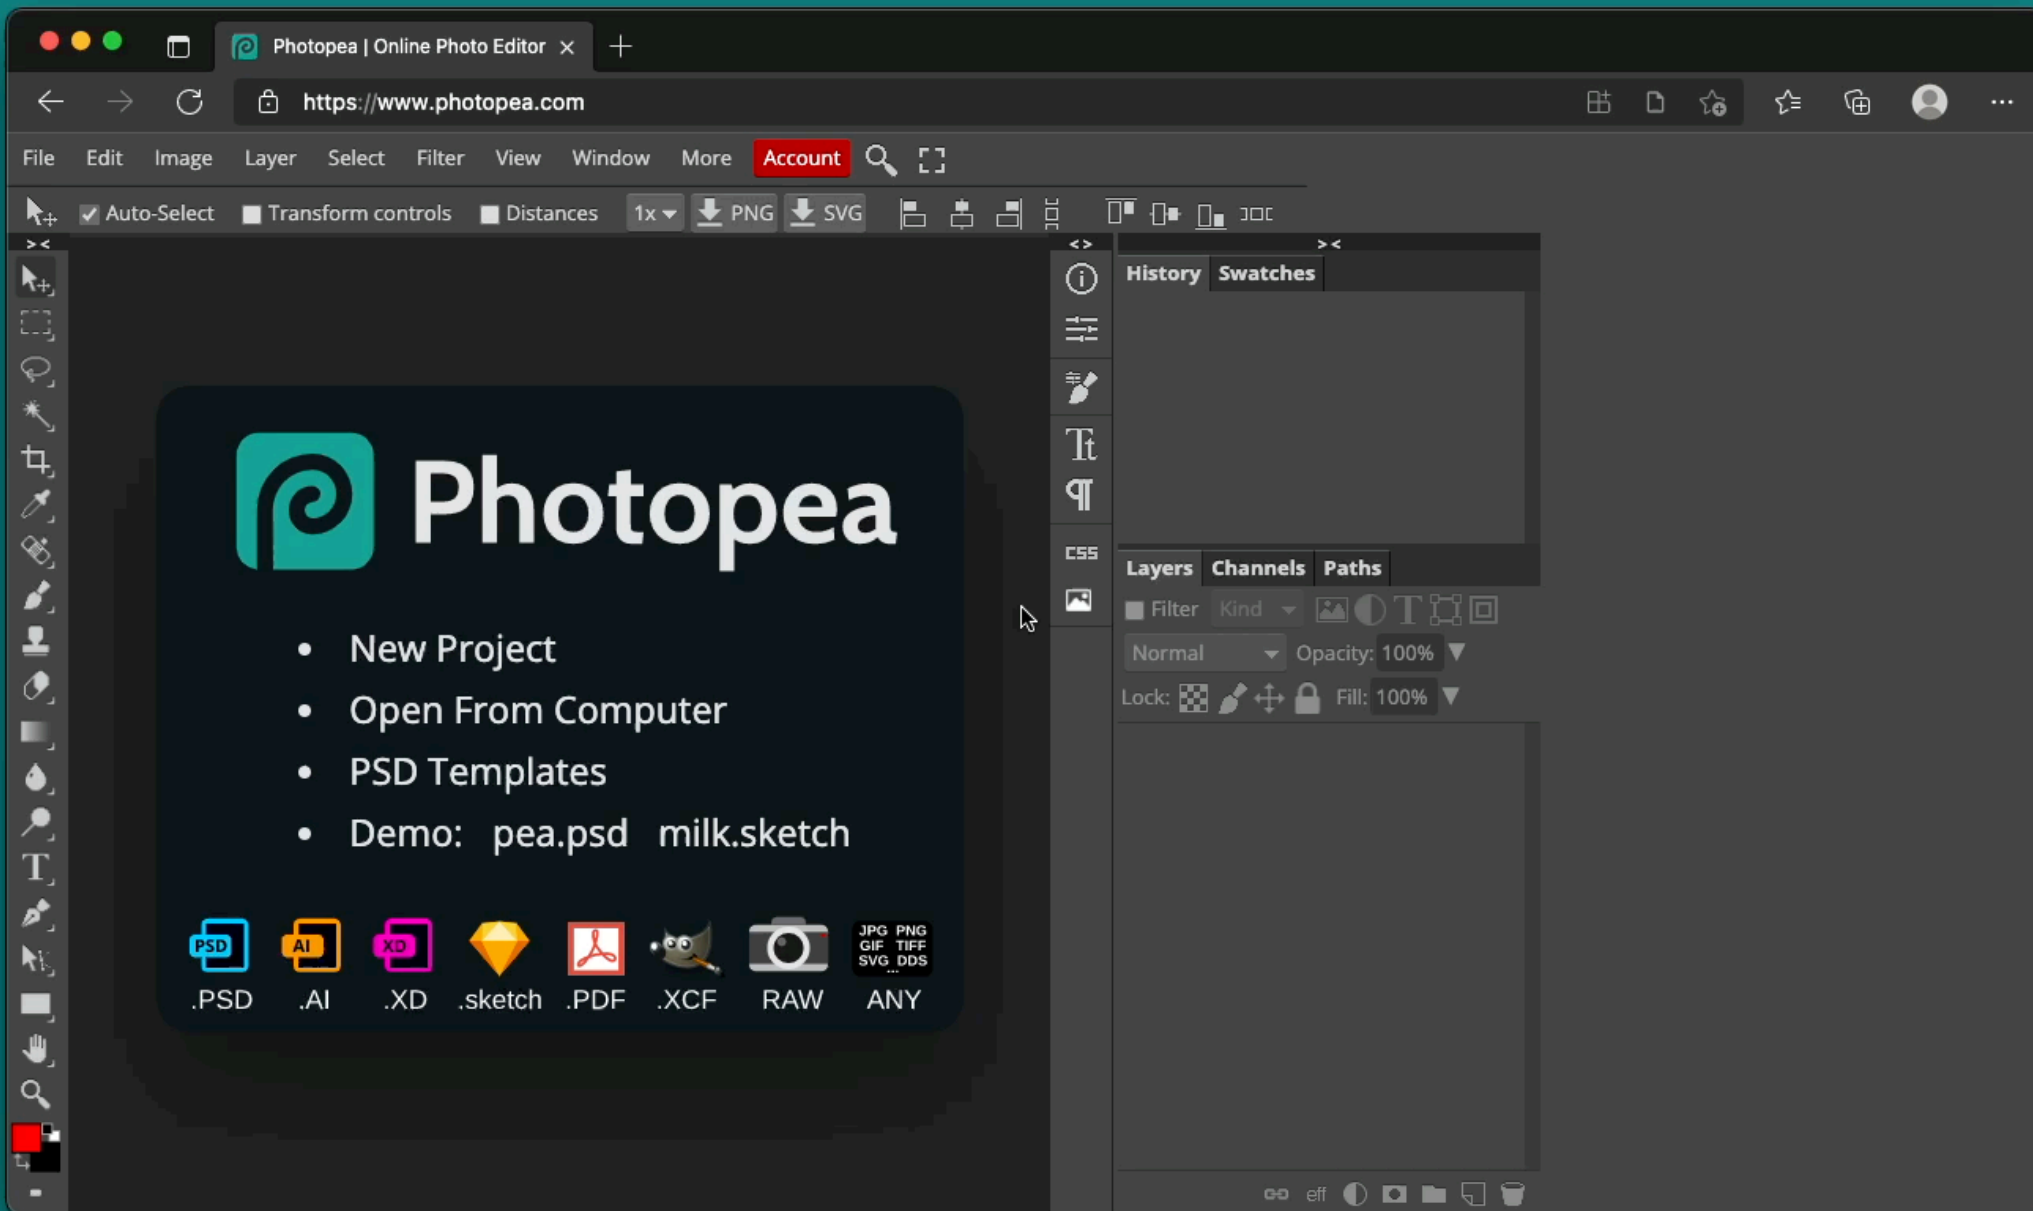 Photopea | Online Photo Editor
https://www.photopea.com
File Edit Image Layer Select Filter View Window More Account
Auto-Select Transform controls Distances 1x PNG SVG
> <
< >
> <
History Swatches
Photopea
Tt
CSS
Layers Channels Paths
Filter Kind
Normal Opacity: 100%
Lock: Fill: 100%
New Project
Open From Computer
PSD Templates
Demo: pea.psd milk.sketch
PSD AI XD JPG PNG
GIF TIFF
SVG DDS
...
.PSD .AI .XD .sketch .PDF .XCF RAW ANY
eff